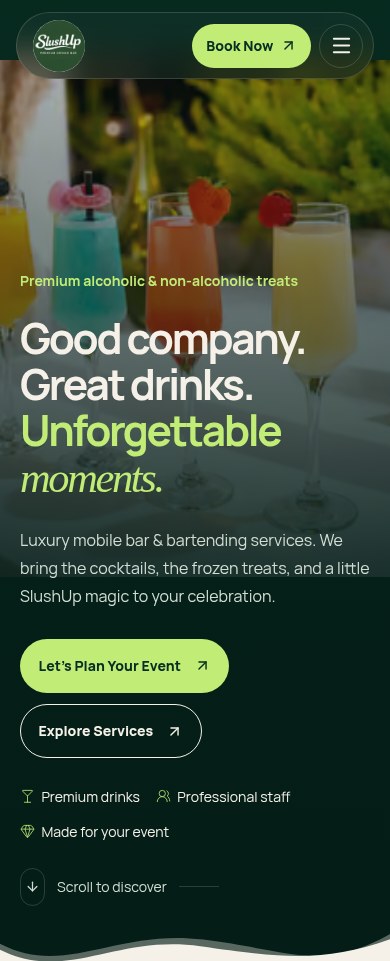 SlushUp
Book Now
Premium alcoholic & non-alcoholic treats
Good company.
Great drinks.
Unforgettable
moments.
Luxury mobile bar & bartending services. We
bring the cocktails, the frozen treats, and a little
SlushUp magic to your celebration.
Let's Plan Your Event
Explore Services
Premium drinks
Professional staff
Made for your event
Scroll to discover